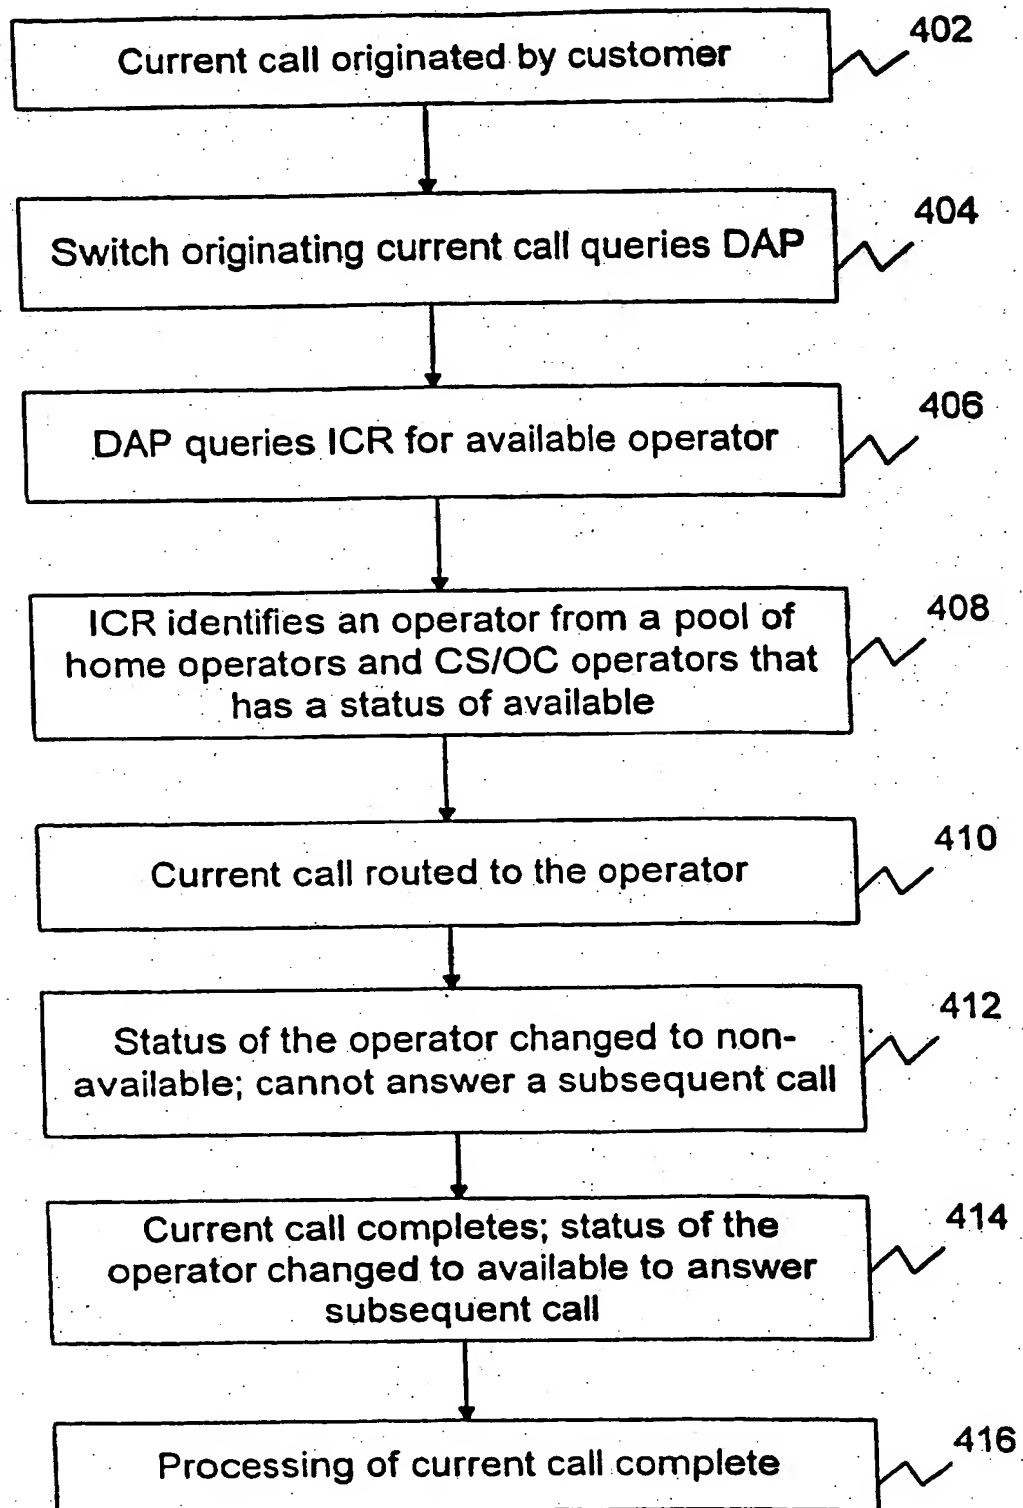 402
Current call originated by customer
404
Switch originating current call queries DAP
406
DAP queries ICR for available operator
408
ICR identifies an operator from a pool of
home operators and CS/OC operators that
has a status of available
410
Current call routed to the operator
412
Status of the operator changed to non-
available; cannot answer a subsequent call
414
Current call completes; status of the
operator changed to available to answer
subsequent call
416
Processing of current call complete